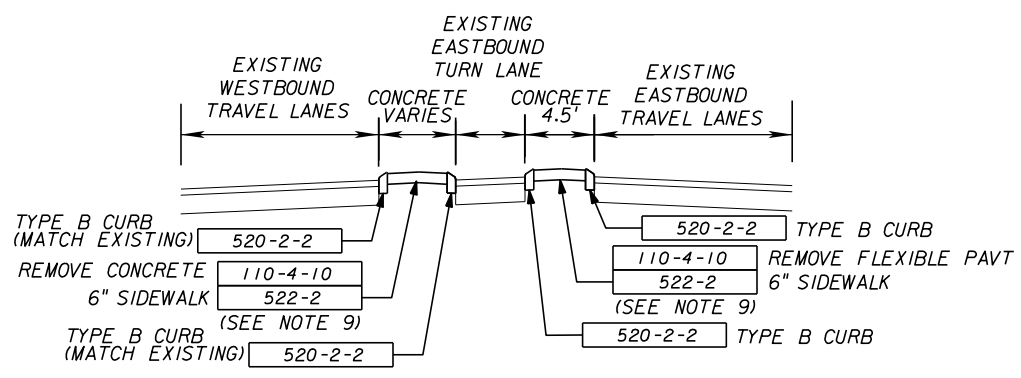 EXISTING
EASTBOUND
TURN LANE
EXISTING
WESTBOUND
TRAVEL LANES
CONCRETE
VARIES
CONCRETE
4.5'
EXISTING
EASTBOUND
TRAVEL LANES
TYPE B CURB
(MATCH EXISTING)
520-2-2
REMOVE CONCRETE
110-4-10
6" SIDEWALK
522-2
(SEE NOTE 9)
TYPE B CURB
(MATCH EXISTING)
520-2-2
520-2-2
TYPE B CURB
110-4-10
REMOVE FLEXIBLE PAVT
522-2
6" SIDEWALK
(SEE NOTE 9)
520-2-2
TYPE B CURB